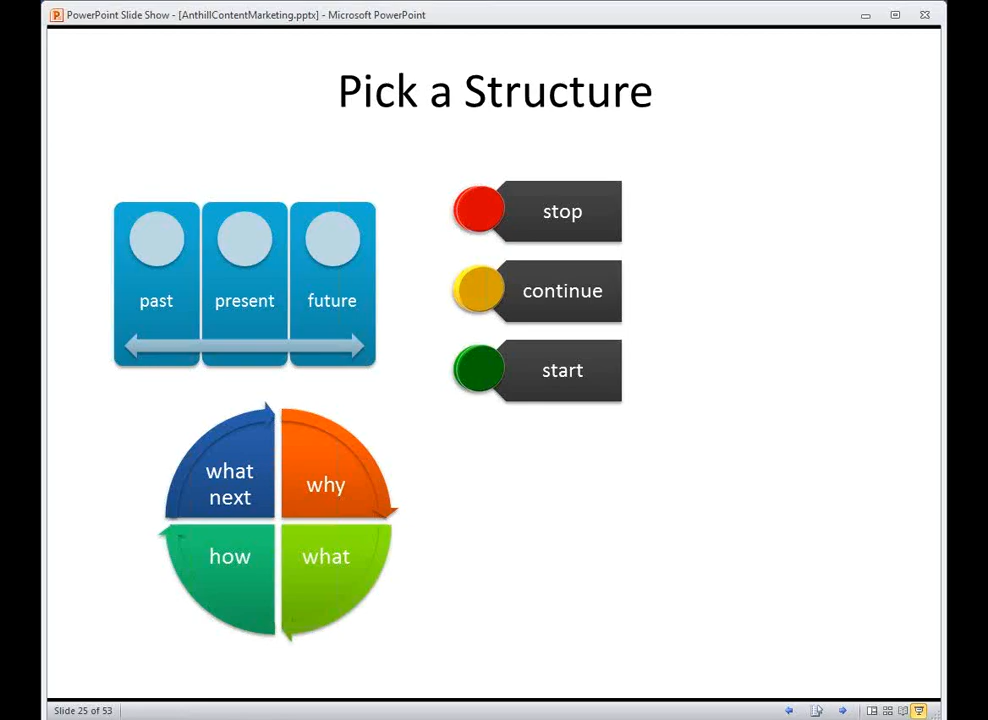 PowerPoint Slide Show - [AnthillContentMarketing.pptx] - Microsoft PowerPoint
Pick a Structure
past
present
future
stop
continue
start
what
next
why
how
what
Slide 25 of 53